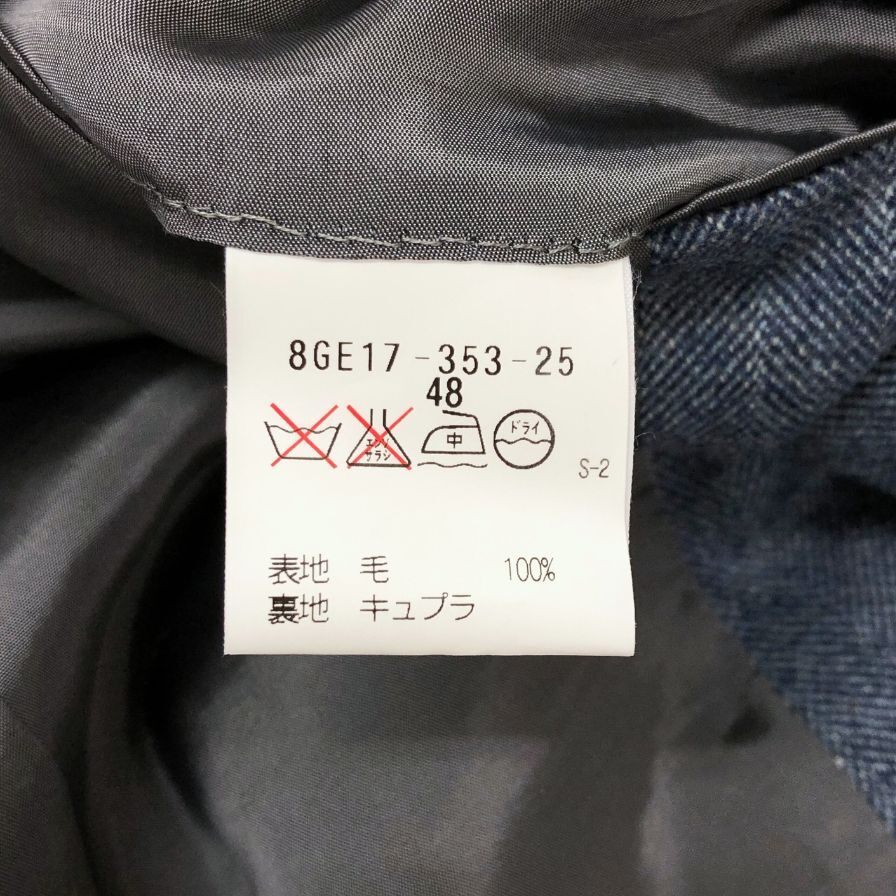 8GE17-353-25
48
エンソ サラシ 中 ドライ
S-2
表地 毛 100%
裏地 キュプラ